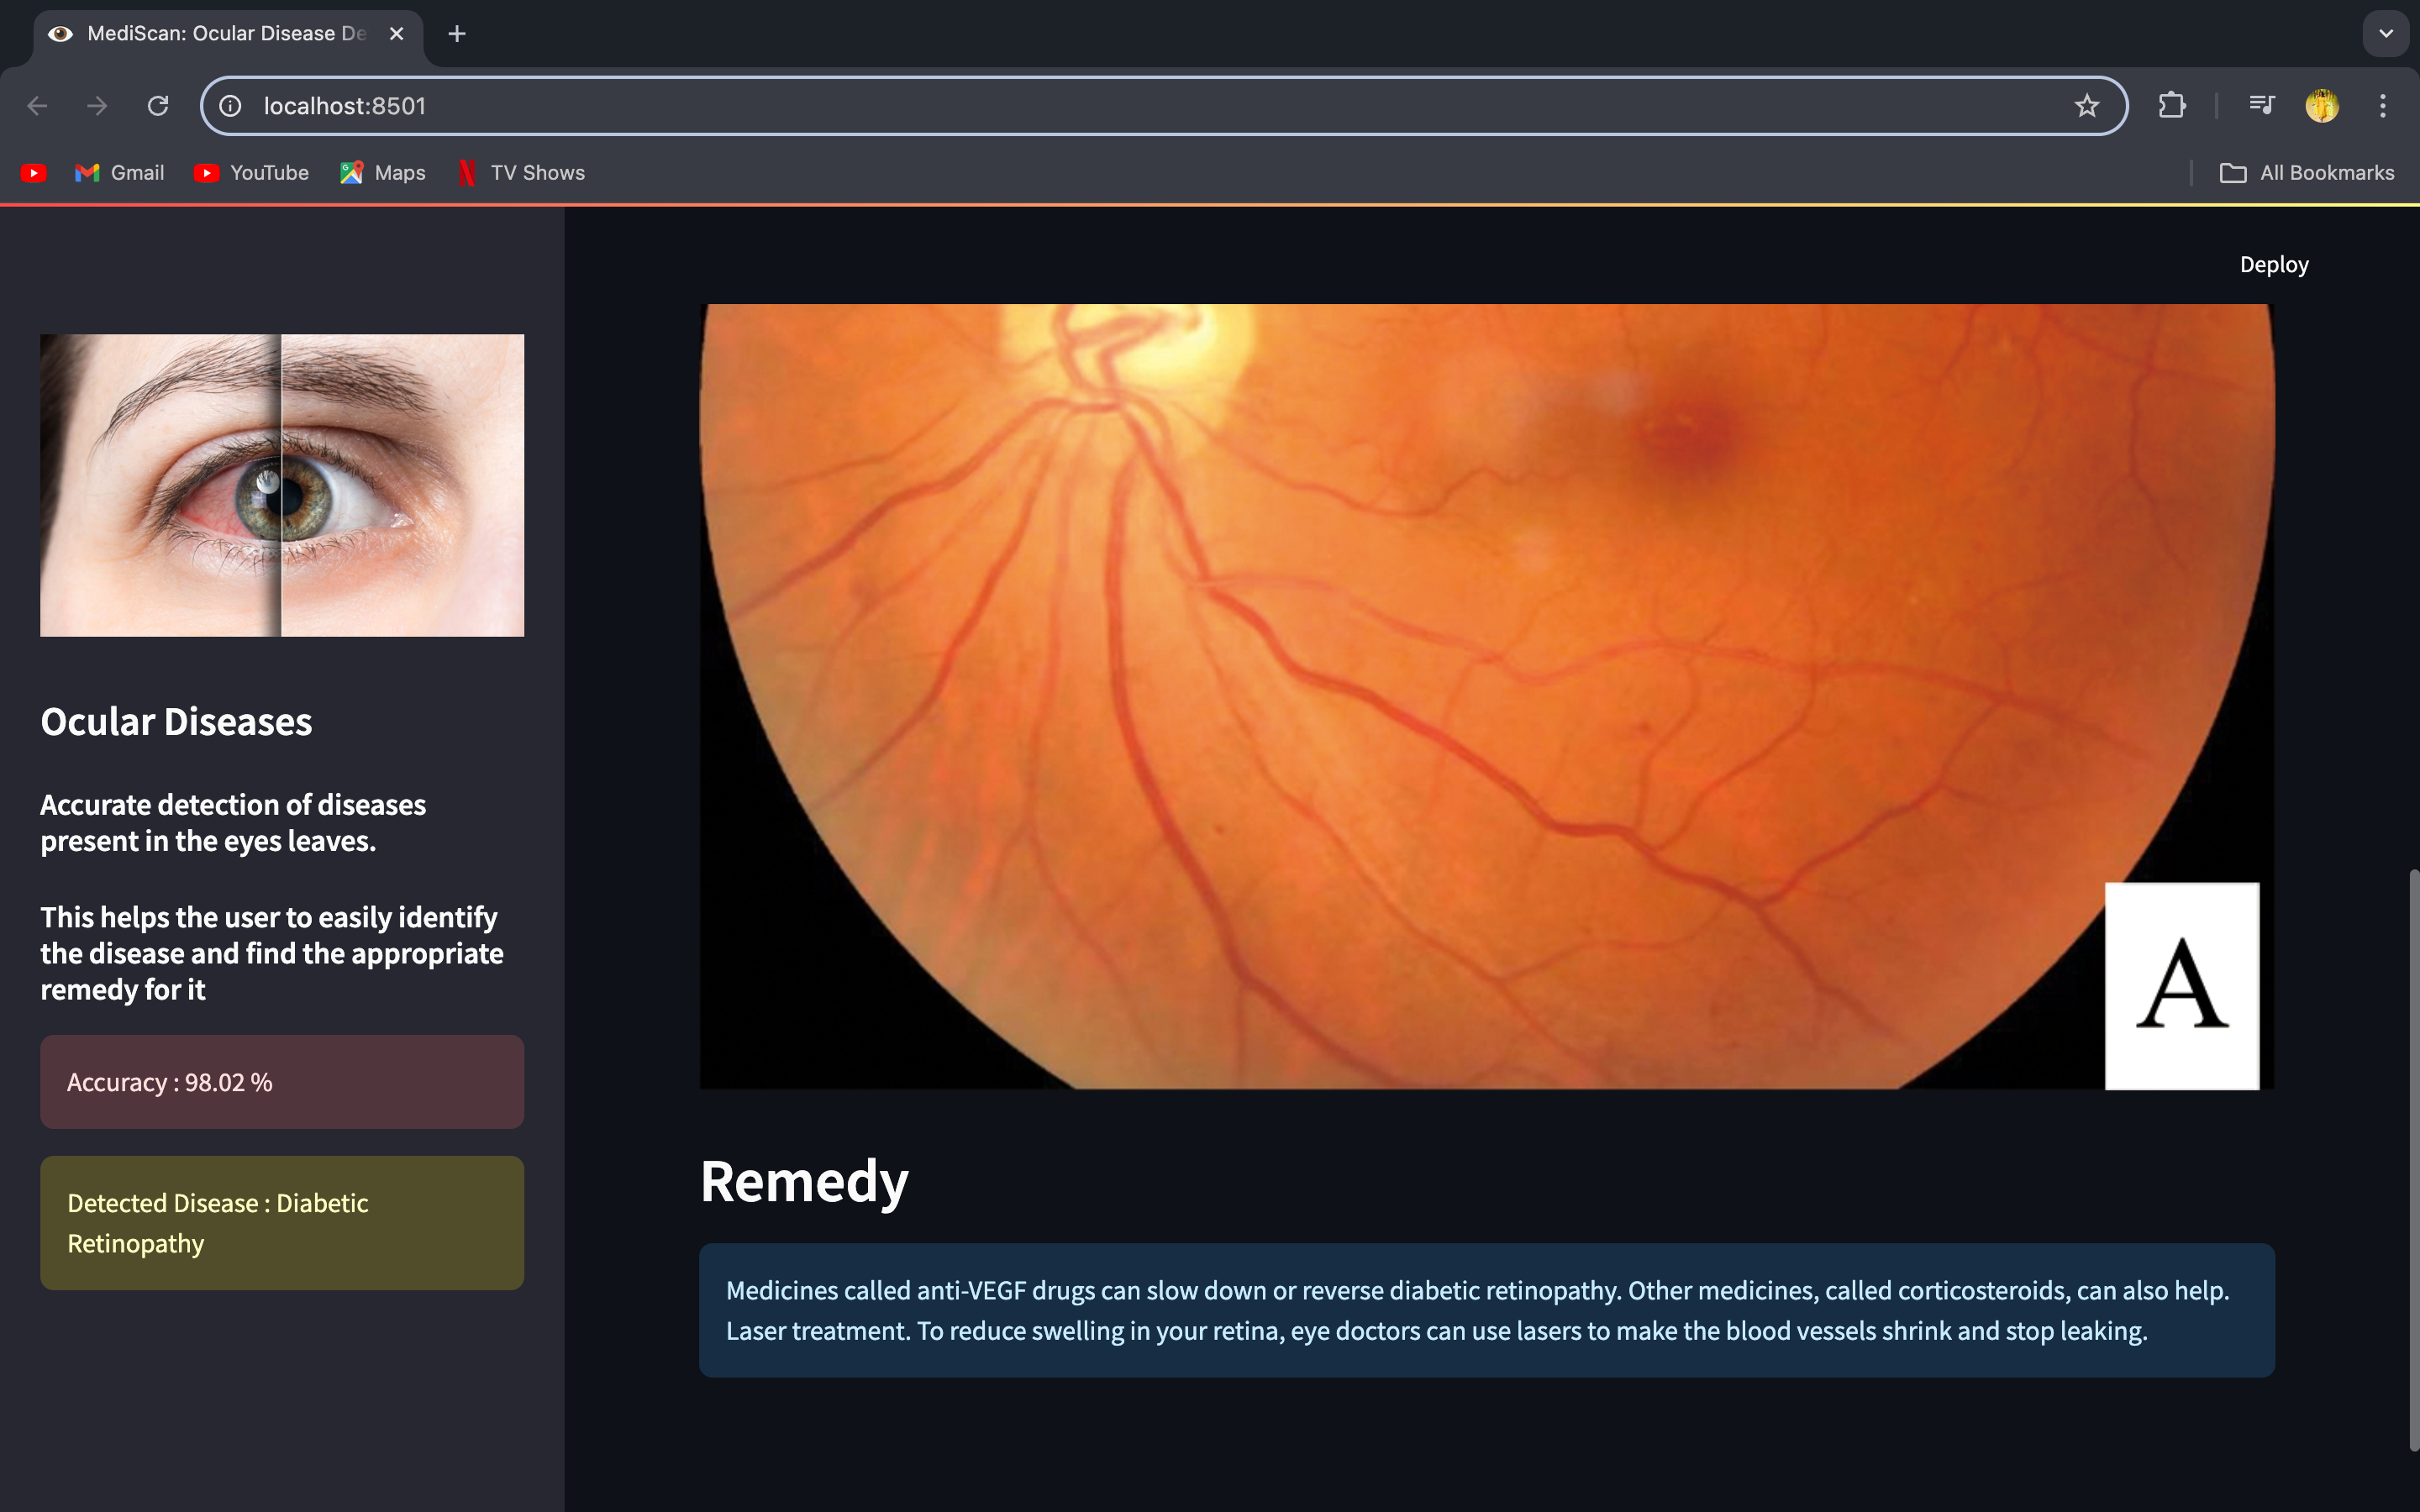 MediScan: Ocular Disease De
localhost:8501
Gmail
YouTube
Maps
TV Shows
All Bookmarks
Deploy
Ocular Diseases
Accurate detection of diseases
present in the eyes leaves.
This helps the user to easily identify
the disease and find the appropriate
remedy for it
Accuracy : 98.02 %
Detected Disease : Diabetic
Retinopathy
A
Remedy
Medicines called anti-VEGF drugs can slow down or reverse diabetic retinopathy. Other medicines, called corticosteroids, can also help.
Laser treatment. To reduce swelling in your retina, eye doctors can use lasers to make the blood vessels shrink and stop leaking.